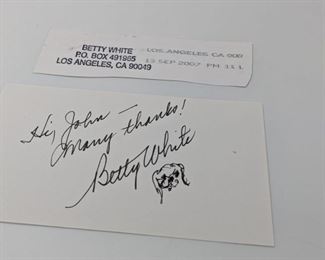 BETTY WHITE
P.O. BOX 491965
LOS ANGELES, CA 90049
LOS ANGELES CA 900
13 SEP 2007 PM 11 L
Hi, John —
Many thanks!
Betty White